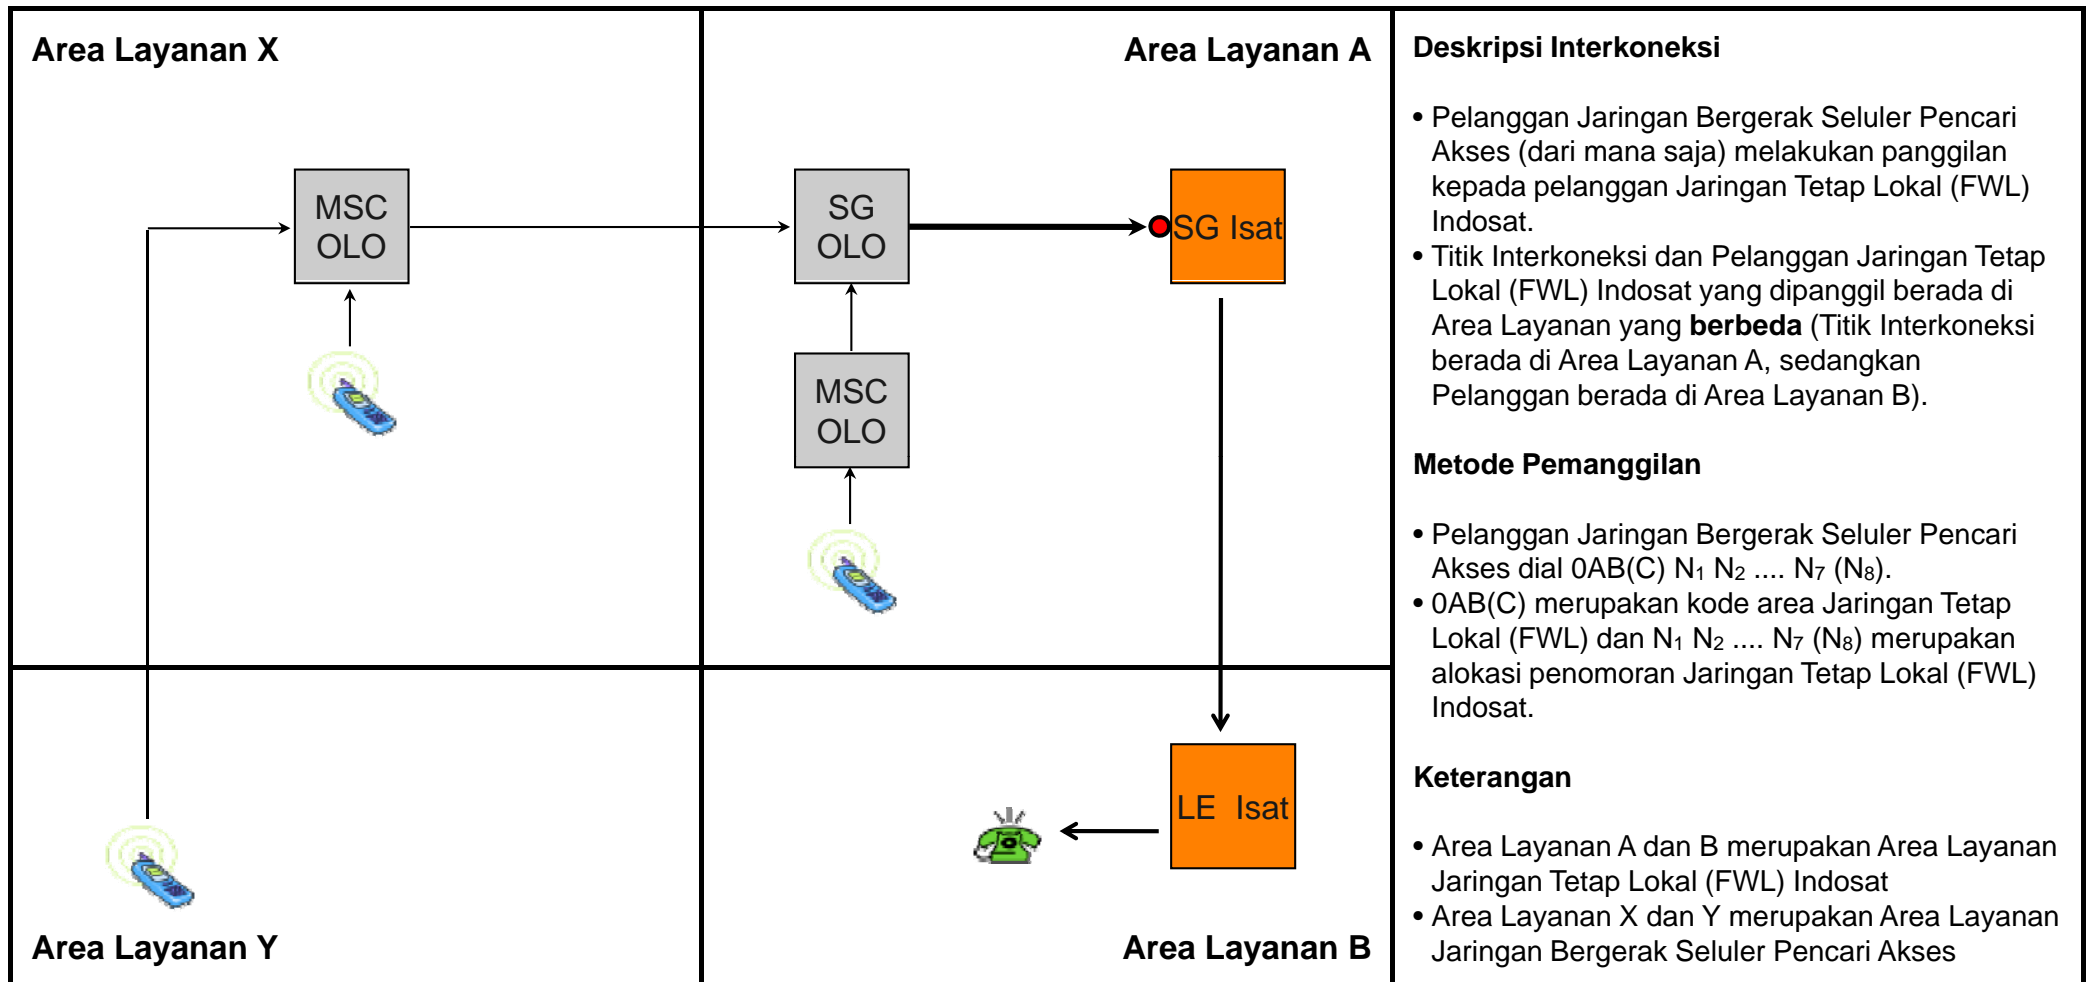 Area Layanan X
Area Layanan A
MSC
OLO
SG
OLO
SG Isat
MSC
OLO
LE Isat
Area Layanan Y
Area Layanan B
Deskripsi Interkoneksi
• Pelanggan Jaringan Bergerak Seluler Pencari
Akses (dari mana saja) melakukan panggilan
kepada pelanggan Jaringan Tetap Lokal (FWL)
Indosat.
• Titik Interkoneksi dan Pelanggan Jaringan Tetap
Lokal (FWL) Indosat yang dipanggil berada di
Area Layanan yang berbeda (Titik Interkoneksi
berada di Area Layanan A, sedangkan
Pelanggan berada di Area Layanan B).
Metode Pemanggilan
• Pelanggan Jaringan Bergerak Seluler Pencari
Akses dial 0AB(C) N₁ N₂ .... N₇ (N₈).
• 0AB(C) merupakan kode area Jaringan Tetap
Lokal (FWL) dan N₁ N₂ .... N₇ (N₈) merupakan
alokasi penomoran Jaringan Tetap Lokal (FWL)
Indosat.
Keterangan
• Area Layanan A dan B merupakan Area Layanan
Jaringan Tetap Lokal (FWL) Indosat
• Area Layanan X dan Y merupakan Area Layanan
Jaringan Bergerak Seluler Pencari Akses